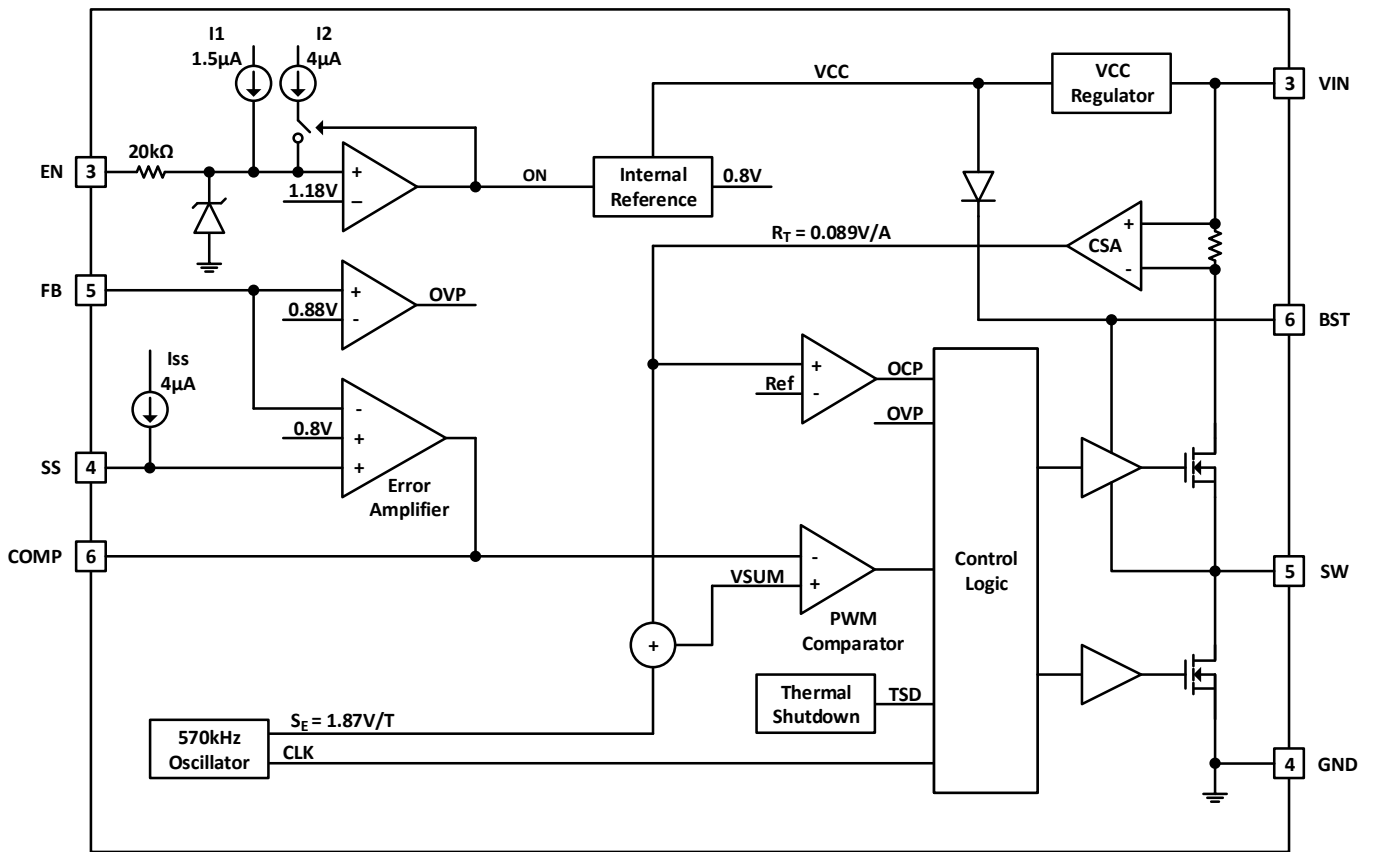 I1
1.5µA
I2
4µA
VCC
VCC
Regulator
3
VIN
EN
3
20kΩ
+
1.18V
−
ON
Internal
Reference
0.8V
R_T = 0.089V/A
CSA
+
-
FB
5
+
0.88V
-
OVP
6
BST
Iss
4µA
+
Ref
-
OCP
OVP
-
0.8V
+
SS
4
+
Error
Amplifier
COMP
6
-
VSUM
+
PWM
Comparator
Control
Logic
5
SW
+
Thermal
Shutdown
TSD
S_E = 1.87V/T
570kHz
Oscillator
CLK
4
GND